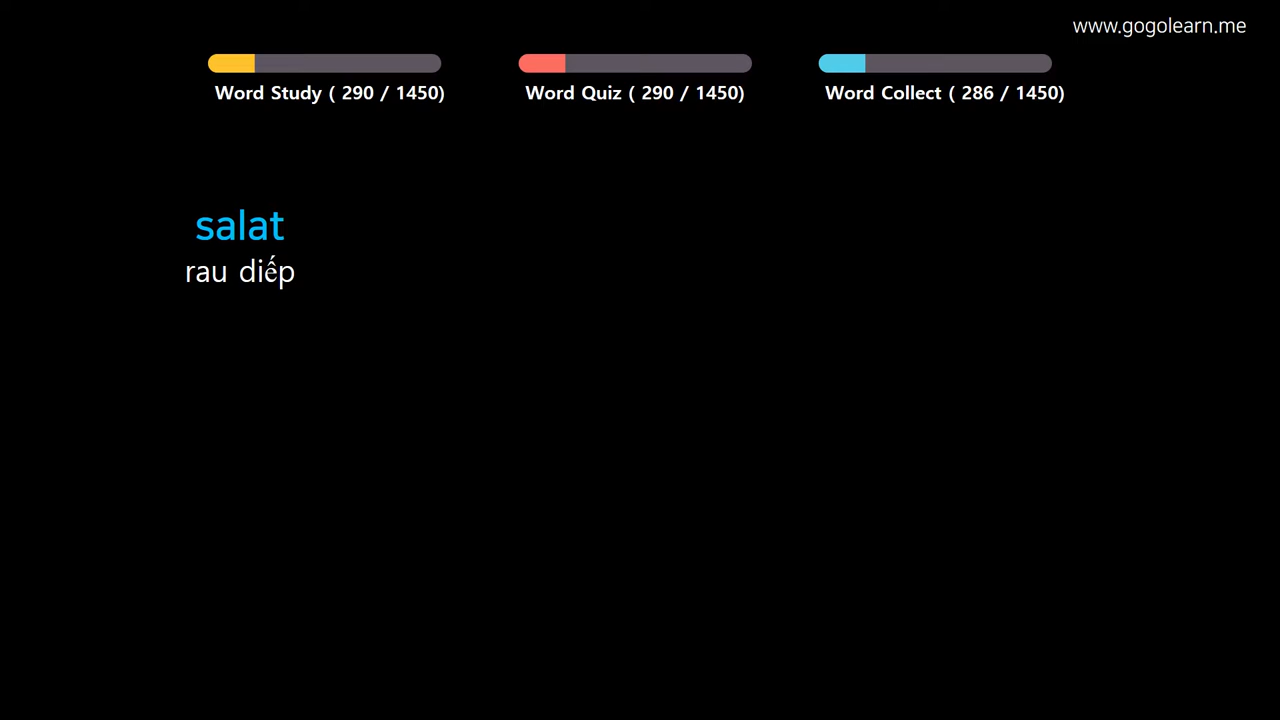 www.gogolearn.me
Word Study ( 290 / 1450)
Word Quiz ( 290 / 1450)
Word Collect ( 286 / 1450)
salat
rau diếp